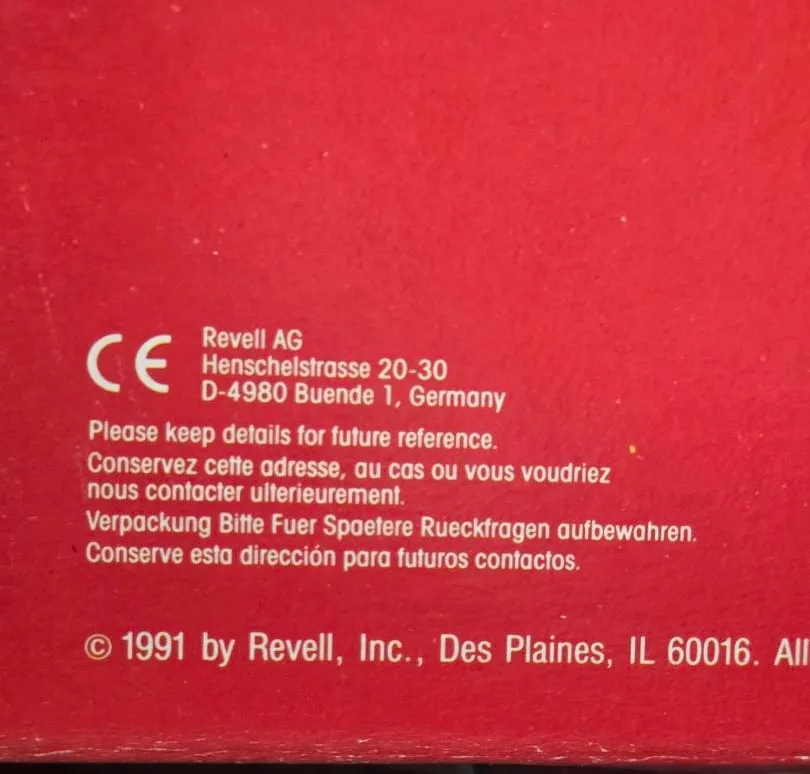 CE
Revell AG
Henschelstrasse 20-30
D-4980 Buende 1, Germany
Please keep details for future reference.
Conservez cette adresse, au cas ou vous voudriez
nous contacter ulterieurement.
Verpackung Bitte Fuer Spaetere Rueckfragen aufbewahren.
Conserve esta dirección para futuros contactos.
© 1991 by Revell, Inc., Des Plaines, IL 60016. All